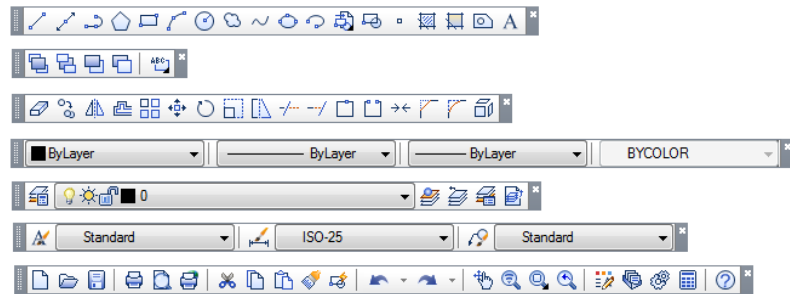 A
ABC
ByLayer ByLayer ByLayer BYCOLOR
0
Standard ISO-25 Standard